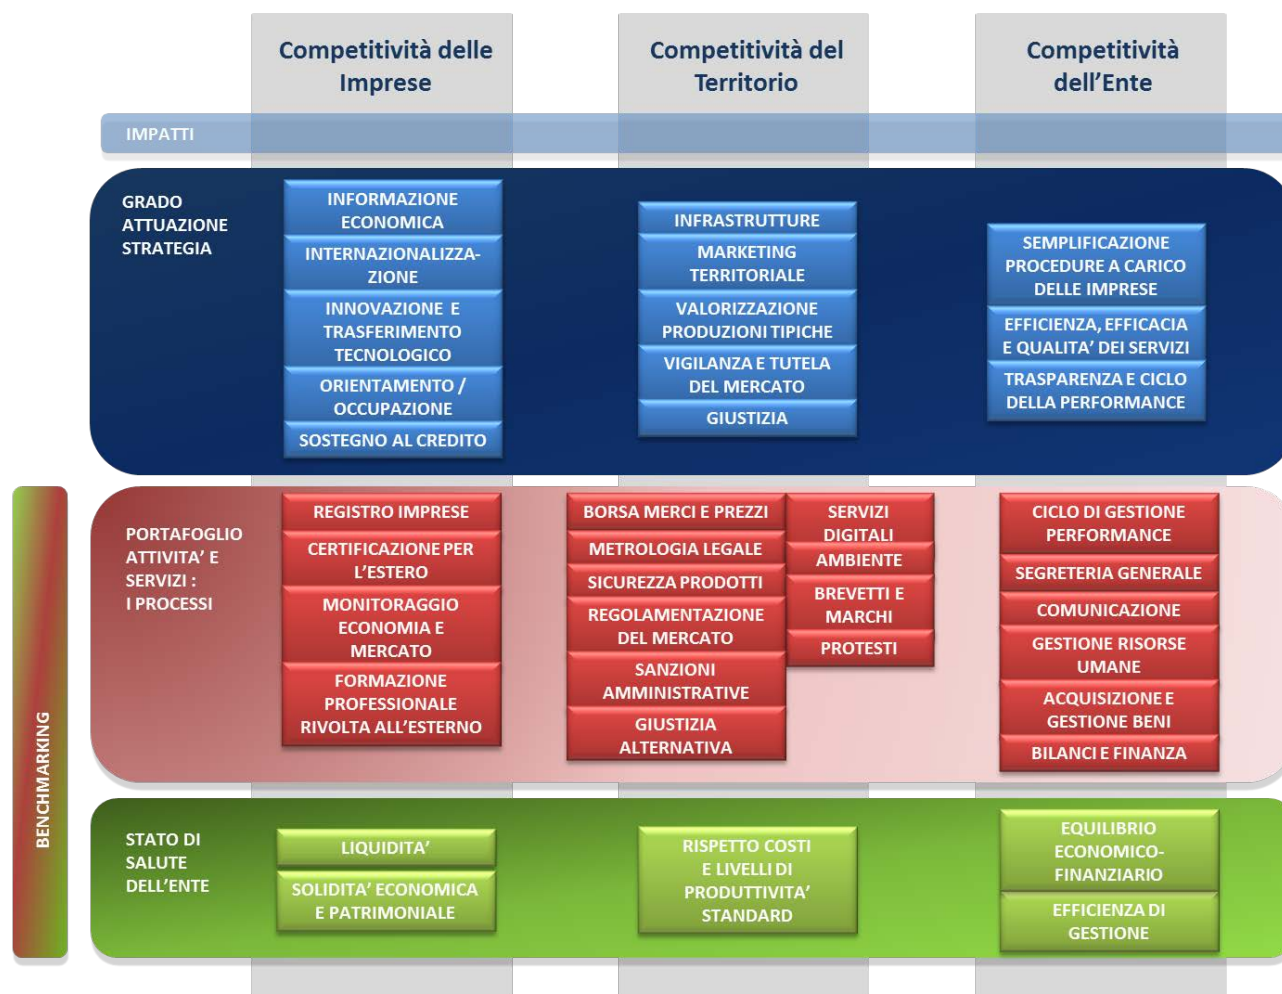 Competitività delle
Imprese
Competitività del
Territorio
Competitività
dell’Ente
IMPATTI
GRADO
ATTUAZIONE
STRATEGIA
INFORMAZIONE
ECONOMICA
INTERNAZIONALIZZA-
ZIONE
INNOVAZIONE E
TRASFERIMENTO
TECNOLOGICO
ORIENTAMENTO /
OCCUPAZIONE
SOSTEGNO AL CREDITO
INFRASTRUTTURE
MARKETING
TERRITORIALE
VALORIZZAZIONE
PRODUZIONI TIPICHE
VIGILANZA E TUTELA
DEL MERCATO
GIUSTIZIA
SEMPLIFICAZIONE
PROCEDURE A CARICO
DELLE IMPRESE
EFFICIENZA, EFFICACIA
E QUALITA’ DEI SERVIZI
TRASPARENZA E CICLO
DELLA PERFORMANCE
BENCHMARKING
PORTAFOGLIO
ATTIVITA’ E
SERVIZI :
I PROCESSI
REGISTRO IMPRESE
CERTIFICAZIONE PER
L’ESTERO
MONITORAGGIO
ECONOMIA E
MERCATO
FORMAZIONE
PROFESSIONALE
RIVOLTA ALL’ESTERNO
BORSA MERCI E PREZZI
METROLOGIA LEGALE
SICUREZZA PRODOTTI
REGOLAMENTAZIONE
DEL MERCATO
SANZIONI
AMMINISTRATIVE
GIUSTIZIA
ALTERNATIVA
SERVIZI
DIGITALI
AMBIENTE
BREVETTI E
MARCHI
PROTESTI
CICLO DI GESTIONE
PERFORMANCE
SEGRETERIA GENERALE
COMUNICAZIONE
GESTIONE RISORSE
UMANE
ACQUISIZIONE E
GESTIONE BENI
BILANCI E FINANZA
STATO DI
SALUTE
DELL’ENTE
LIQUIDITA’
SOLIDITA’ ECONOMICA
E PATRIMONIALE
RISPETTO COSTI
E LIVELLI DI
PRODUTTIVITA’
STANDARD
EQUILIBRIO
ECONOMICO-
FINANZIARIO
EFFICIENZA DI
GESTIONE